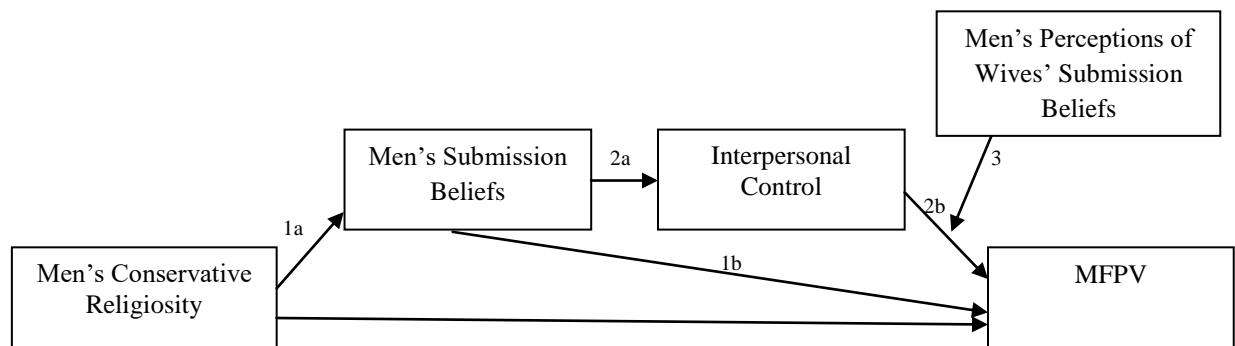 Men’s Perceptions of
Wives’ Submission
Beliefs
Men’s Submission
Beliefs
2a
Interpersonal
Control
3
2b
1a
1b
Men’s Conservative
Religiosity
MFPV